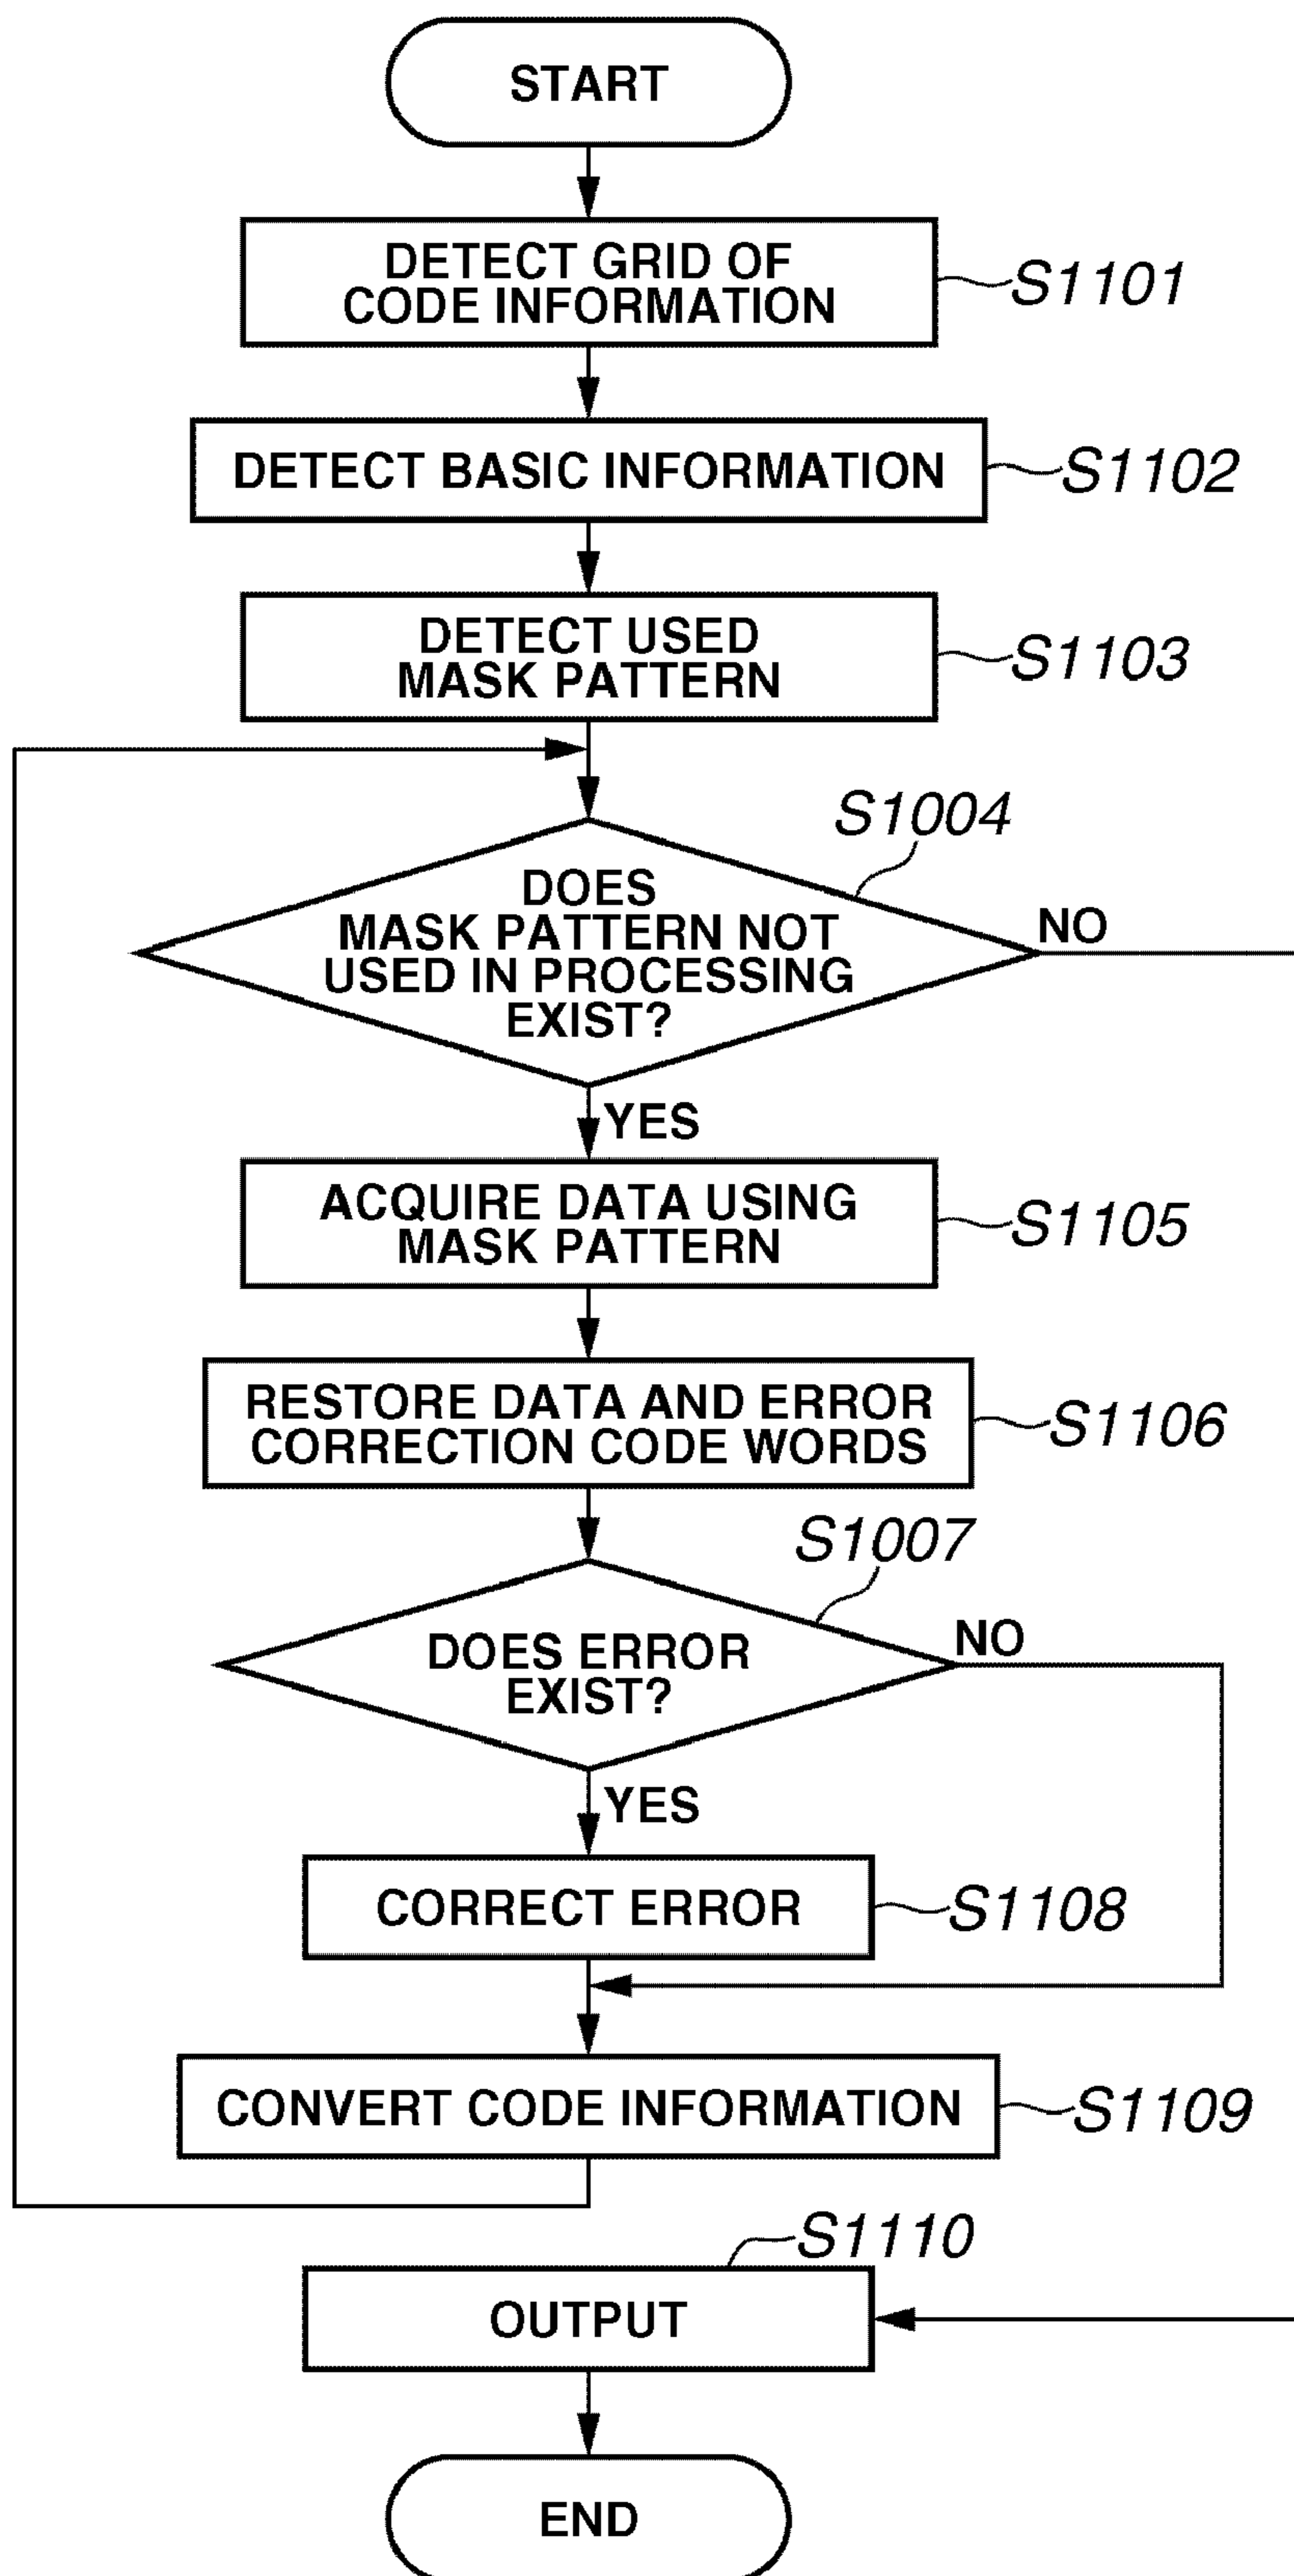 START
DETECT GRID OF
CODE INFORMATION
S1101
DETECT BASIC INFORMATION
S1102
DETECT USED
MASK PATTERN
S1103
S1004
DOES
MASK PATTERN NOT
USED IN PROCESSING
EXIST?
NO
YES
ACQUIRE DATA USING
MASK PATTERN
S1105
RESTORE DATA AND ERROR
CORRECTION CODE WORDS
S1106
S1007
DOES ERROR
EXIST?
NO
YES
CORRECT ERROR
S1108
CONVERT CODE INFORMATION
S1109
S1110
OUTPUT
END